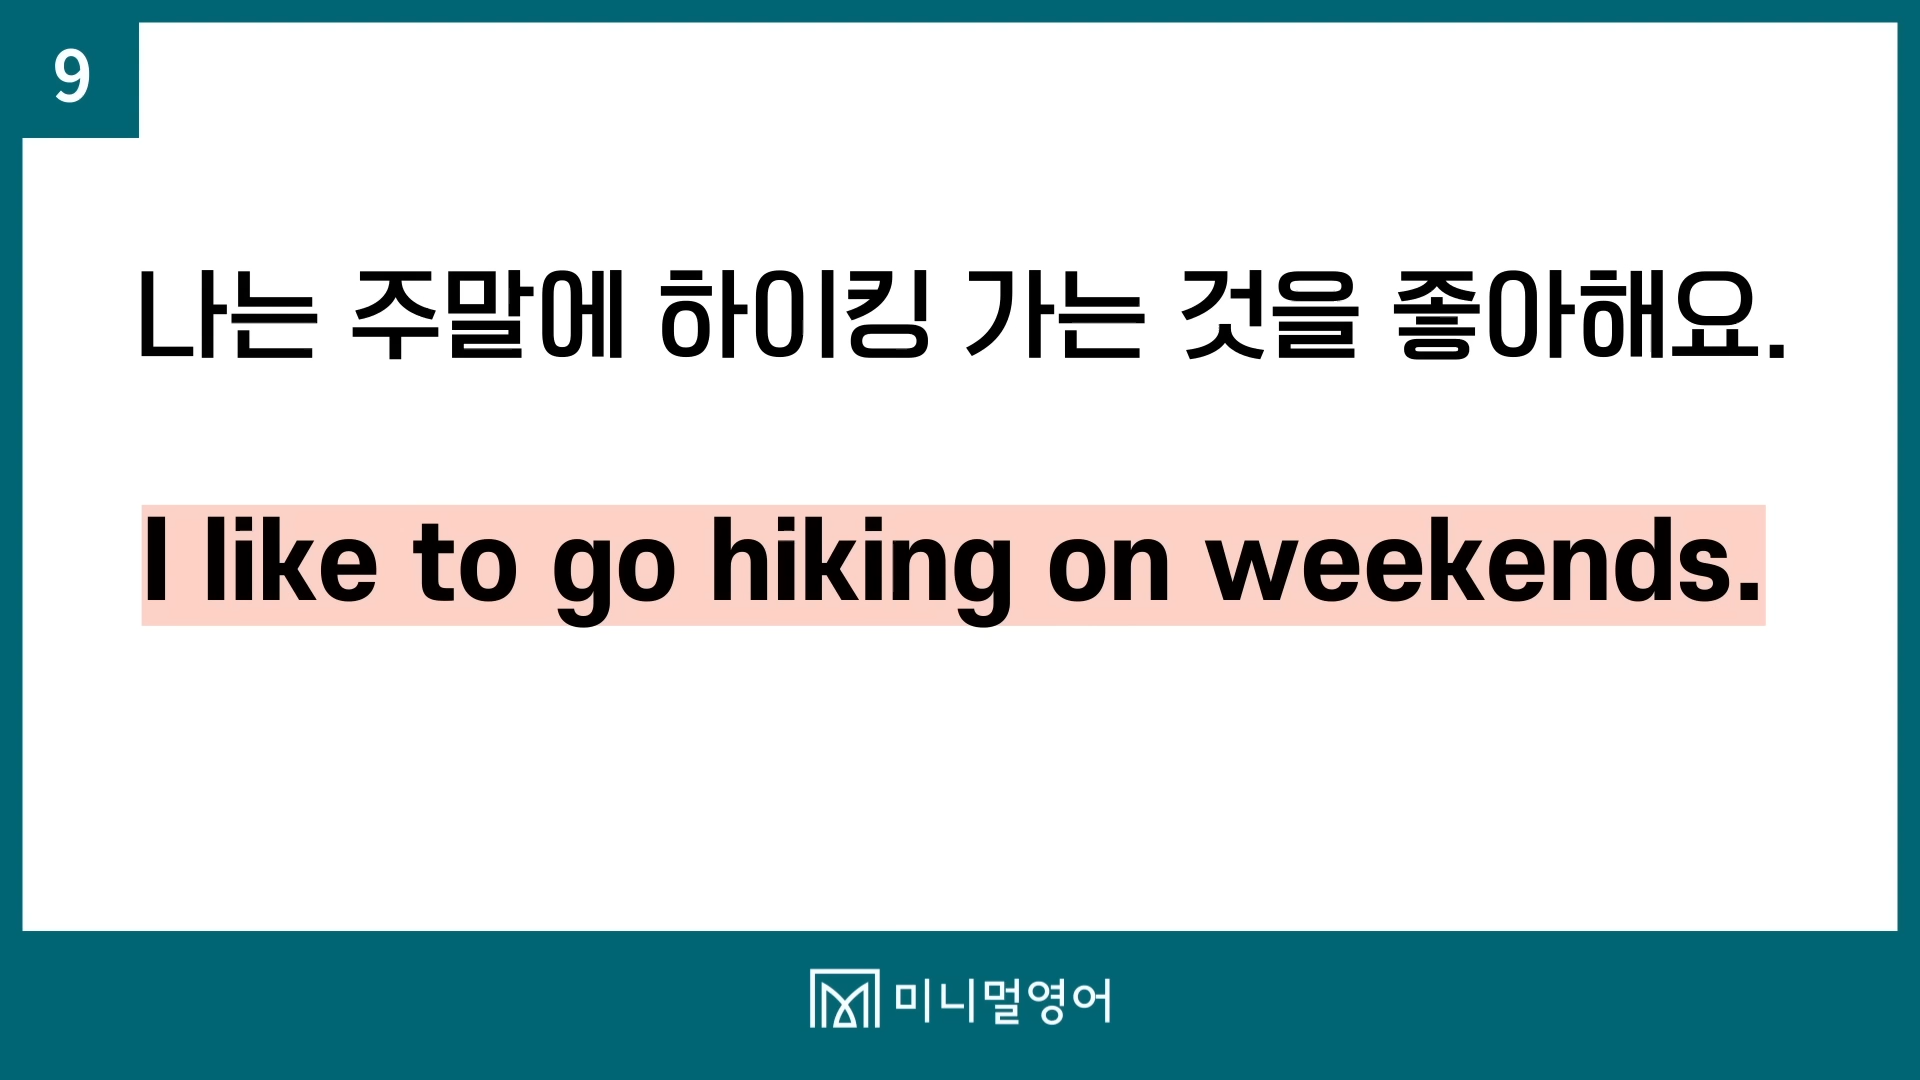 9
나는 주말에 하이킹 가는 것을 좋아해요.
I like to go hiking on weekends.
미니멀영어